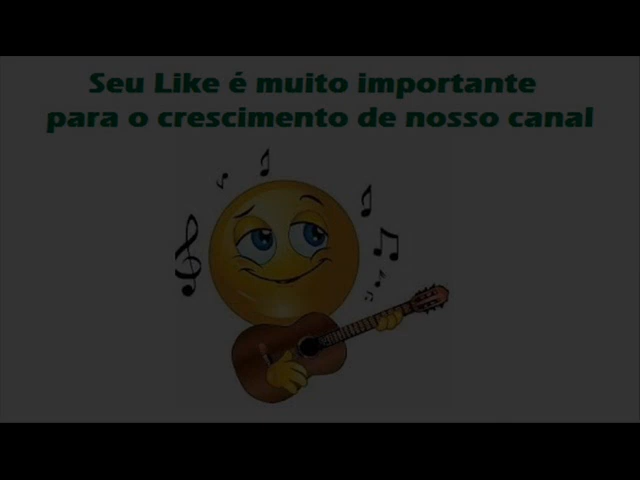 Seu Like é muito importante
para o crescimento de nosso canal